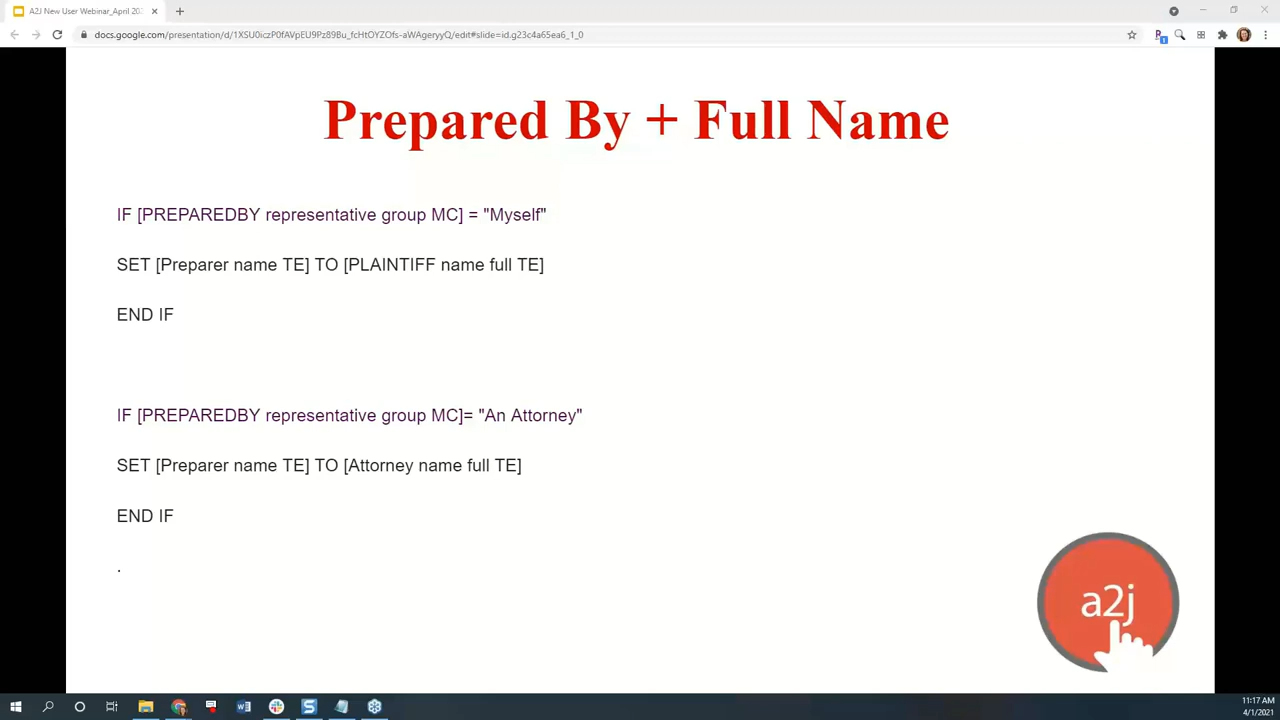 A2J New User Webinar_April 202
docs.google.com/presentation/d/1XSU0iczP0fAVpEU9Pz89Bu_fcHtOYZOfs-aWAgeryyQ/edit#slide=id.g23c4a65ea6_1_0
Prepared By + Full Name
IF [PREPAREDBY representative group MC] = "Myself"
SET [Preparer name TE] TO [PLAINTIFF name full TE]
END IF
IF [PREPAREDBY representative group MC]= "An Attorney"
SET [Preparer name TE] TO [Attorney name full TE]
END IF
.
a2j
11:17 AM
4/1/2021